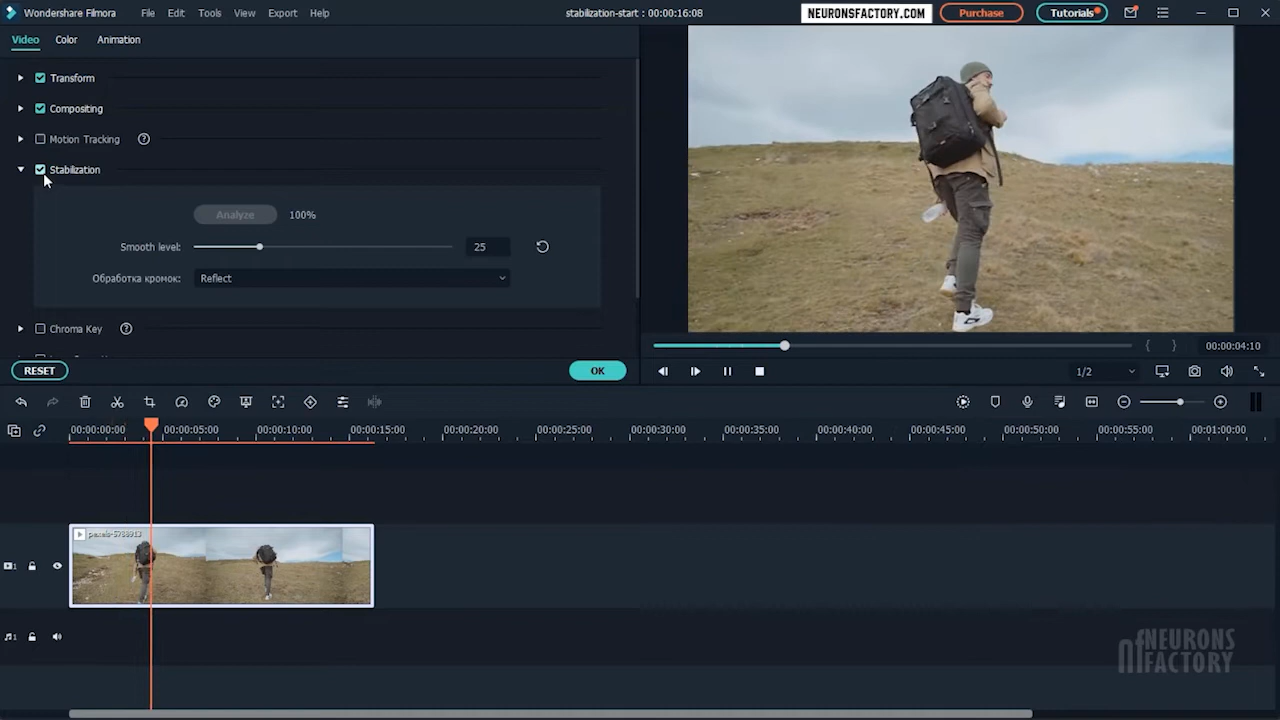 Wondershare Filmora File Edit Tools View Export Help stabilization-start : 00:00:16:08 NEURONSFACTORY.COM Purchase Tutorials
Video Color Animation
Transform
Compositing
Motion Tracking ?
Stabilization
Analyze 100%
Smooth level: 25
Обработка кромок: Reflect
Chroma Key ?
RESET OK
{ } 00:00:04:10
1/2
00:00:00:00 00:00:05:00 00:00:10:00 00:00:15:00 00:00:20:00 00:00:25:00 00:00:30:00 00:00:35:00 00:00:40:00 00:00:45:00 00:00:50:00 00:00:55:00 00:01:00:00
pexels-5788913
1
1
nf NEURONS
FACTORY